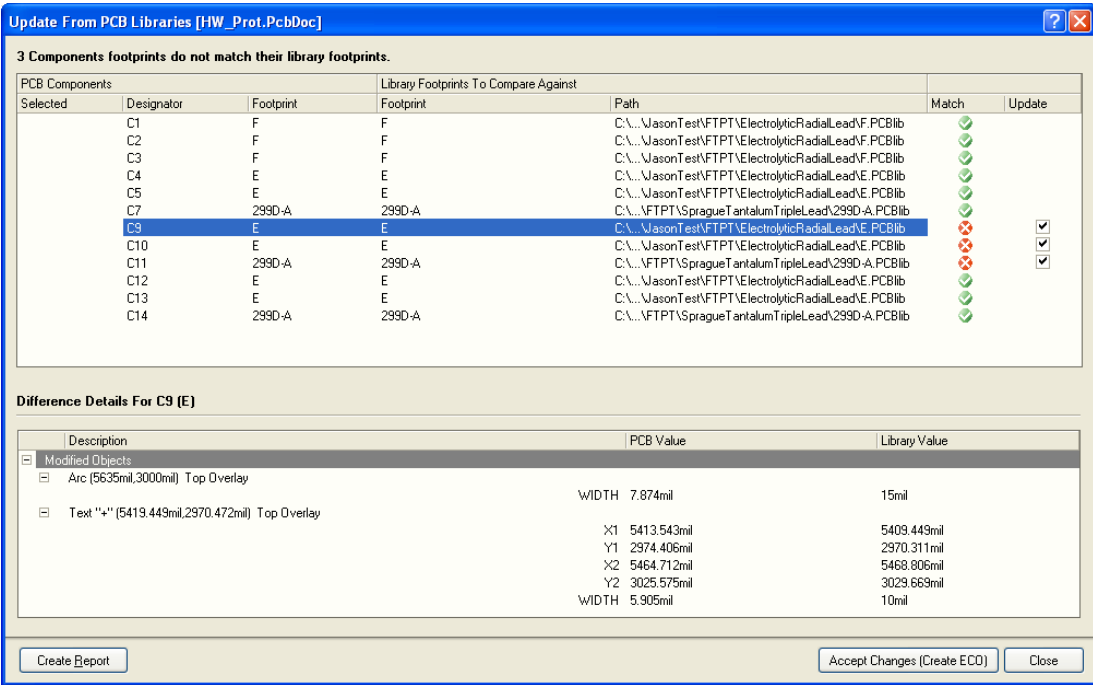 Update From PCB Libraries [HW_Prot.PcbDoc]
3 Components footprints do not match their library footprints.
PCB Components Library Footprints To Compare Against
Selected Designator Footprint Footprint Path Match Update
C1 F F C:\...\JasonTest\FTPT\ElectrolyticRadialLead\F.PCBlib
C2 F F C:\...\JasonTest\FTPT\ElectrolyticRadialLead\F.PCBlib
C3 F F C:\...\JasonTest\FTPT\ElectrolyticRadialLead\F.PCBlib
C4 E E C:\...\JasonTest\FTPT\ElectrolyticRadialLead\E.PCBlib
C5 E E C:\...\JasonTest\FTPT\ElectrolyticRadialLead\E.PCBlib
C7 299D-A 299D-A C:\...\FTPT\SpragueTantalumTripleLead\299D-A.PCBlib
C9 E E C:\...\JasonTest\FTPT\ElectrolyticRadialLead\E.PCBlib
C10 E E C:\...\JasonTest\FTPT\ElectrolyticRadialLead\E.PCBlib
C11 299D-A 299D-A C:\...\FTPT\SpragueTantalumTripleLead\299D-A.PCBlib
C12 E E C:\...\JasonTest\FTPT\ElectrolyticRadialLead\E.PCBlib
C13 E E C:\...\JasonTest\FTPT\ElectrolyticRadialLead\E.PCBlib
C14 299D-A 299D-A C:\...\FTPT\SpragueTantalumTripleLead\299D-A.PCBlib
Difference Details For C9 (E)
Description PCB Value Library Value
Modified Objects
Arc (5635mil,3000mil) Top Overlay
WIDTH 7.874mil 15mil
Text "+" (5419.449mil,2970.472mil) Top Overlay
X1 5413.543mil 5409.449mil
Y1 2974.406mil 2970.311mil
X2 5464.712mil 5468.806mil
Y2 3025.575mil 3029.669mil
WIDTH 5.905mil 10mil
Create Report Accept Changes (Create ECO) Close